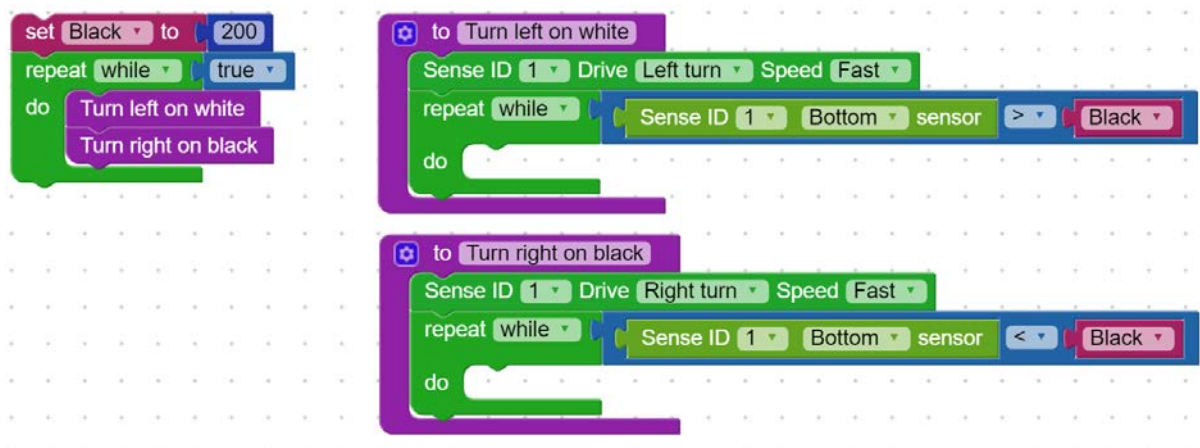 set Black to 200
repeat while true
do Turn left on white
Turn right on black
to Turn left on white
Sense ID 1 Drive Left turn Speed Fast
repeat while Sense ID 1 Bottom sensor > Black
do
to Turn right on black
Sense ID 1 Drive Right turn Speed Fast
repeat while Sense ID 1 Bottom sensor < Black
do